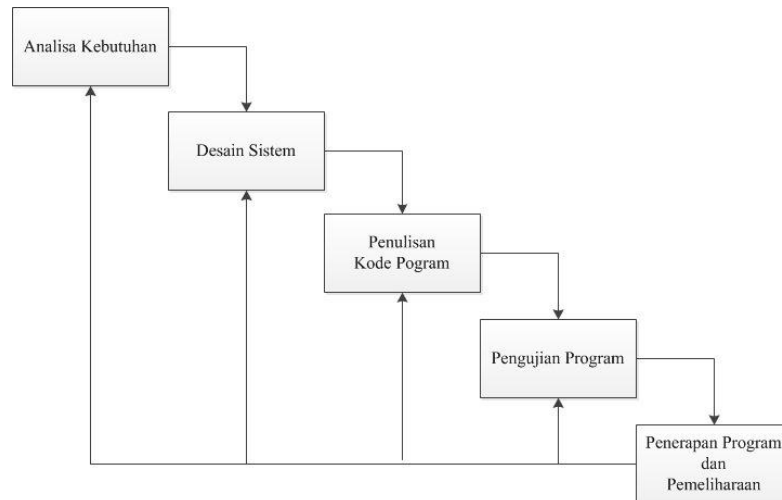 Analisa Kebutuhan
Desain Sistem
Penulisan
Kode Pogram
Pengujian Program
Penerapan Program
dan
Pemeliharaan